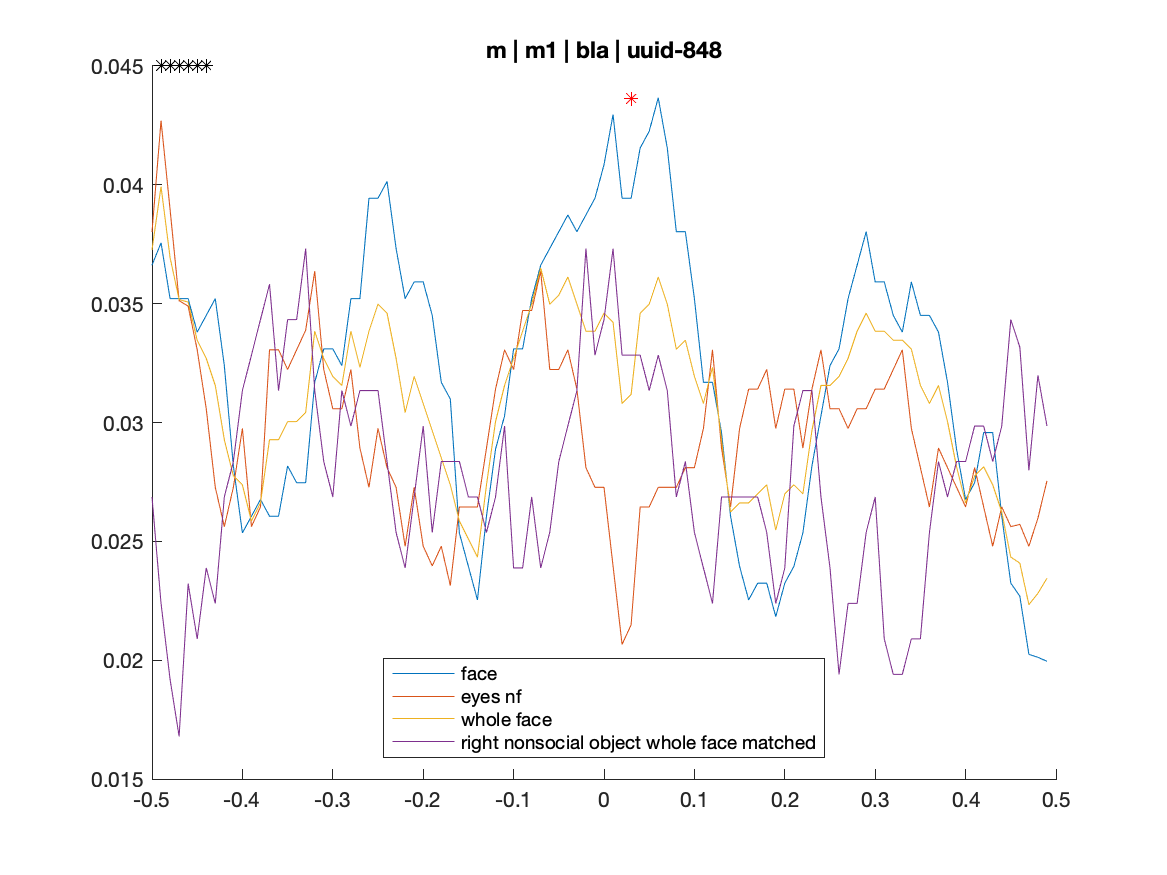 m | m1 | bla | uuid-848
0.045
0.04
0.035
0.03
0.025
0.02
0.015
face
eyes nf
whole face
right nonsocial object whole face matched
-0.5 -0.4 -0.3 -0.2 -0.1 0 0.1 0.2 0.3 0.4 0.5